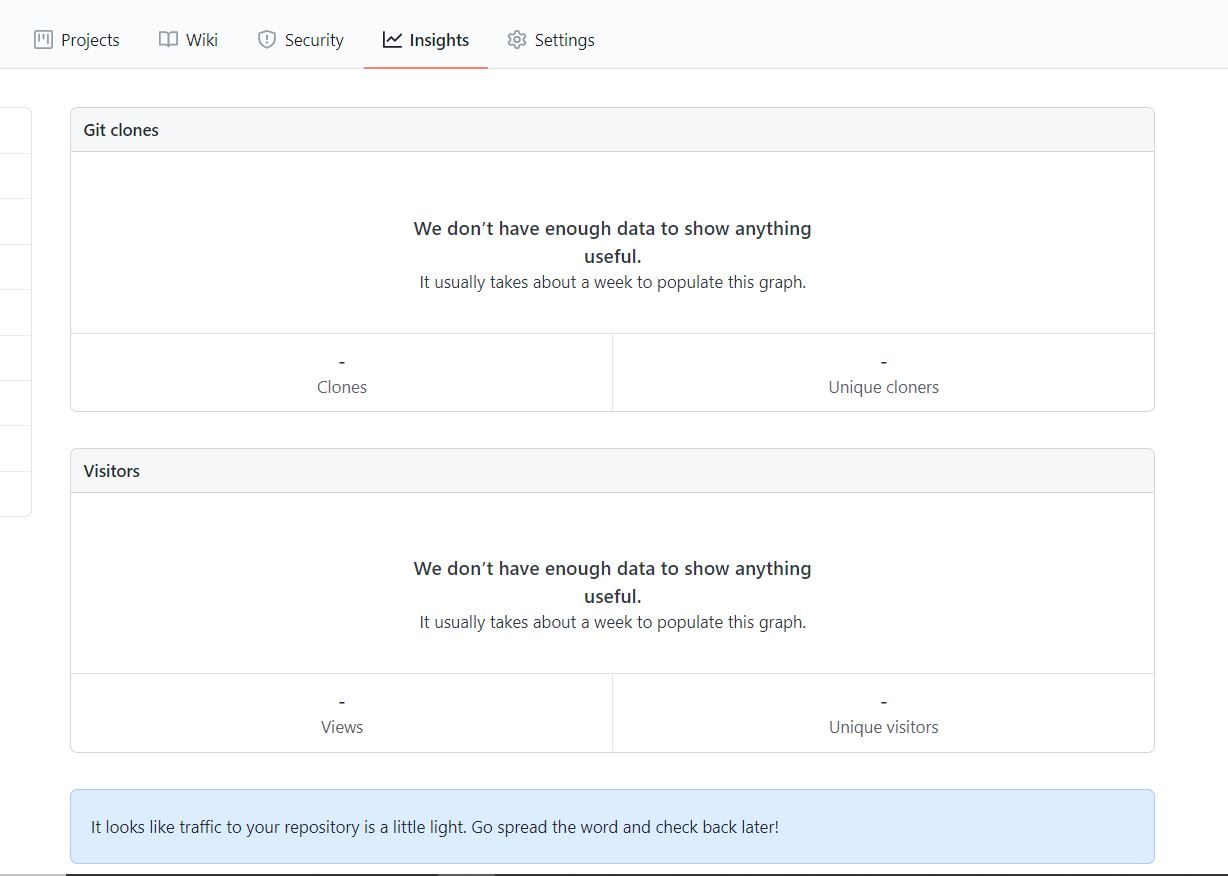 Projects Wiki Security Insights Settings
Git clones
We don’t have enough data to show anything
useful.
It usually takes about a week to populate this graph.
- -
Clones Unique cloners
Visitors
We don’t have enough data to show anything
useful.
It usually takes about a week to populate this graph.
- -
Views Unique visitors
It looks like traffic to your repository is a little light. Go spread the word and check back later!